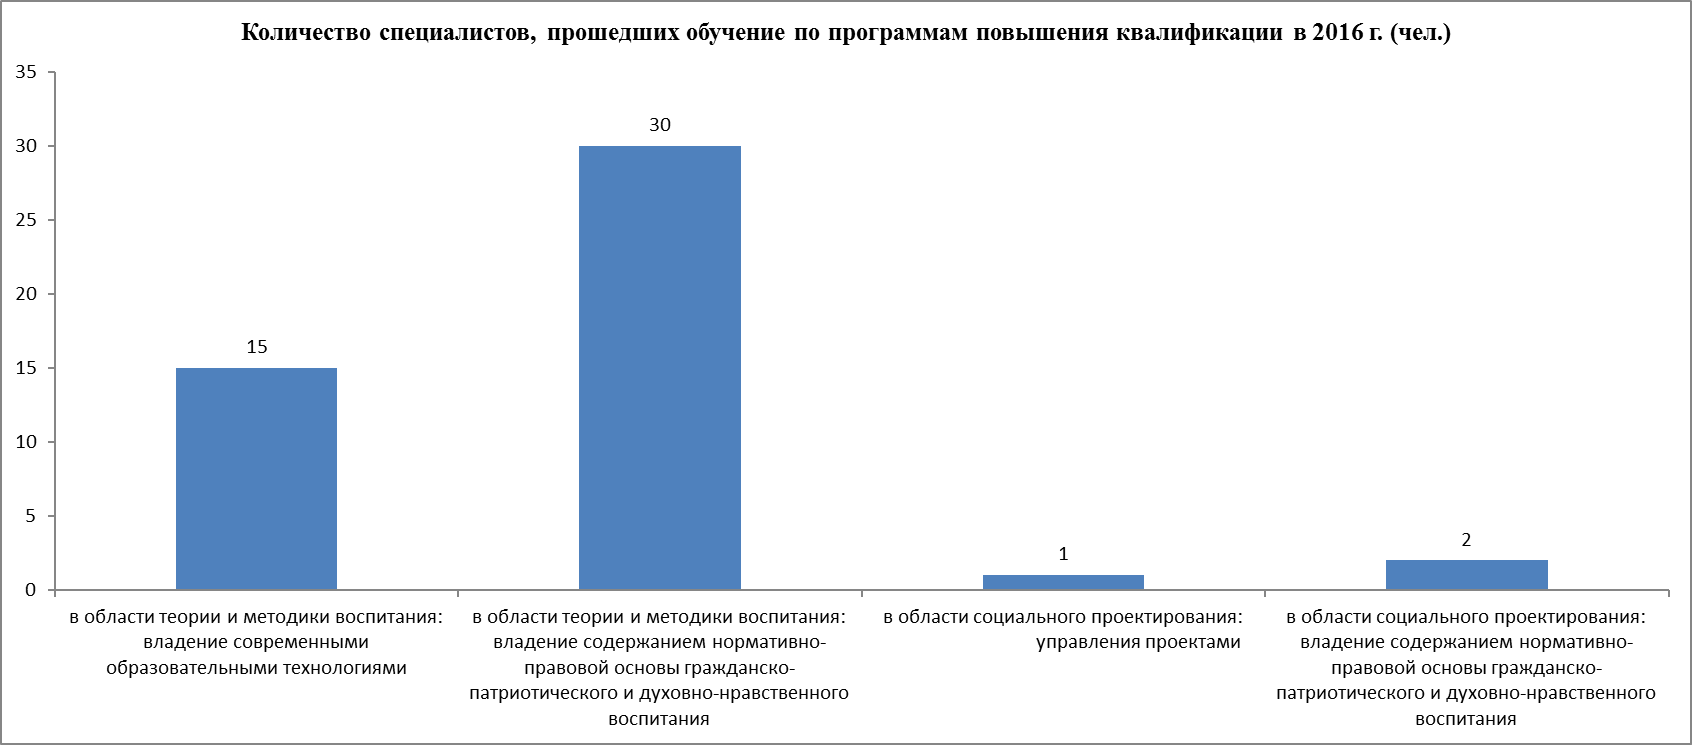 Количество специалистов, прошедших обучение по программам повышения квалификации в 2016 г. (чел.)
35
30
25
20
15
10
5
0
15
30
1
2
в области теории и методики воспитания:
владение современными
образовательными технологиями
в области теории и методики воспитания:
владение содержанием нормативно-
правовой основы гражданско-
патриотического и духовно-нравственного
воспитания
в области социального проектирования:
управления проектами
в области социального проектирования:
владение содержанием нормативно-
правовой основы гражданско-
патриотического и духовно-нравственного
воспитания